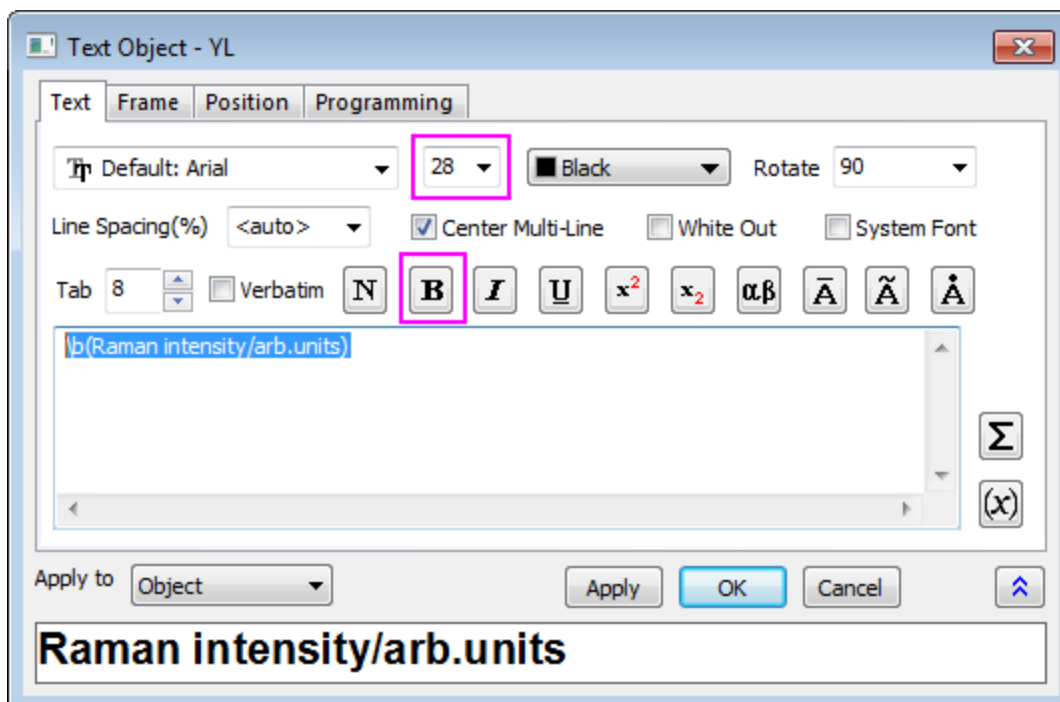 Text Object - YL
Text Frame Position Programming
Default: Arial 28 Black Rotate 90
Line Spacing(%) <auto> Center Multi-Line White Out System Font
Tab 8 Verbatim N B I U x² x₂ αβ Ā Ã Å
\b(Raman intensity/arb.units)
Σ
(x)
Apply to Object Apply OK Cancel
Raman intensity/arb.units